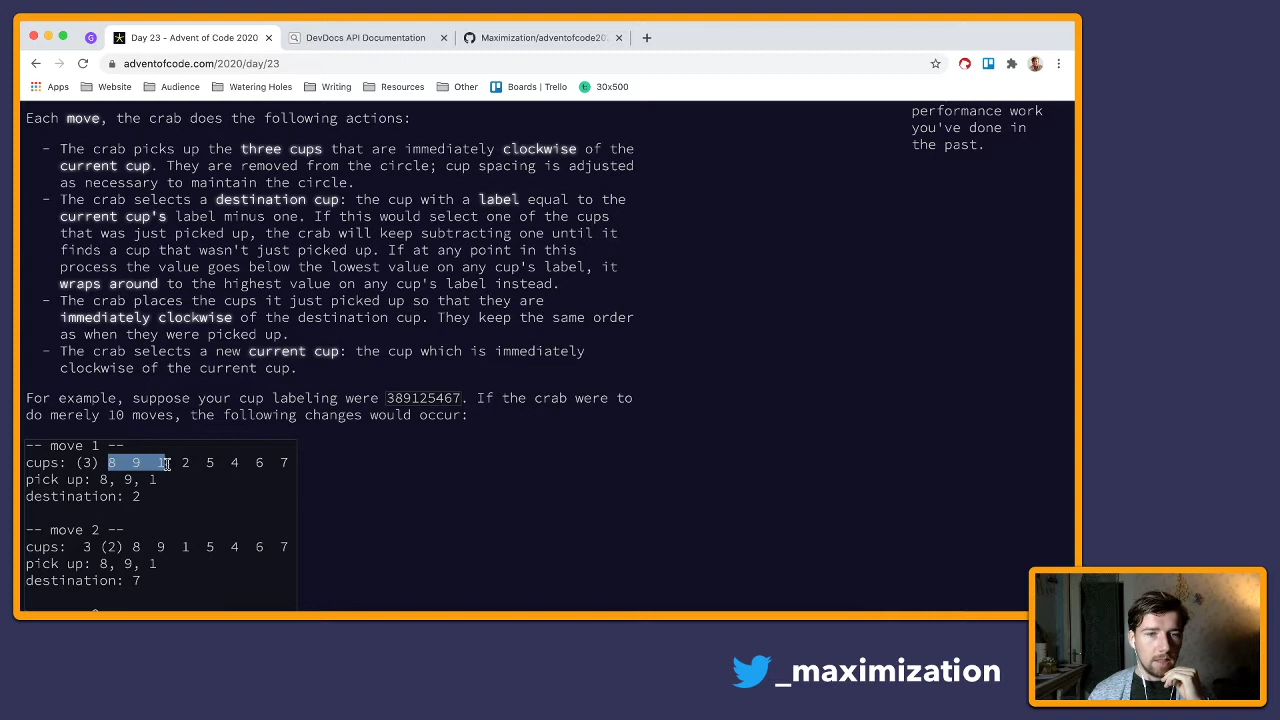 Day 23 - Advent of Code 2020
DevDocs API Documentation
Maximization/adventofcode202
adventofcode.com/2020/day/23
Apps
Website
Audience
Watering Holes
Writing
Resources
Other
Boards | Trello
30x500
performance work
you've done in
the past.
Each move, the crab does the following actions:
- The crab picks up the three cups that are immediately clockwise of the
current cup. They are removed from the circle; cup spacing is adjusted
as necessary to maintain the circle.
- The crab selects a destination cup: the cup with a label equal to the
current cup's label minus one. If this would select one of the cups
that was just picked up, the crab will keep subtracting one until it
finds a cup that wasn't just picked up. If at any point in this
process the value goes below the lowest value on any cup's label, it
wraps around to the highest value on any cup's label instead.
- The crab places the cups it just picked up so that they are
immediately clockwise of the destination cup. They keep the same order
as when they were picked up.
- The crab selects a new current cup: the cup which is immediately
clockwise of the current cup.
For example, suppose your cup labeling were 389125467. If the crab were to
do merely 10 moves, the following changes would occur:
-- move 1 --
cups: (3) 8 9 1 2 5 4 6 7
pick up: 8, 9, 1
destination: 2
-- move 2 --
cups: 3 (2) 8 9 1 5 4 6 7
pick up: 8, 9, 1
destination: 7
_maximization